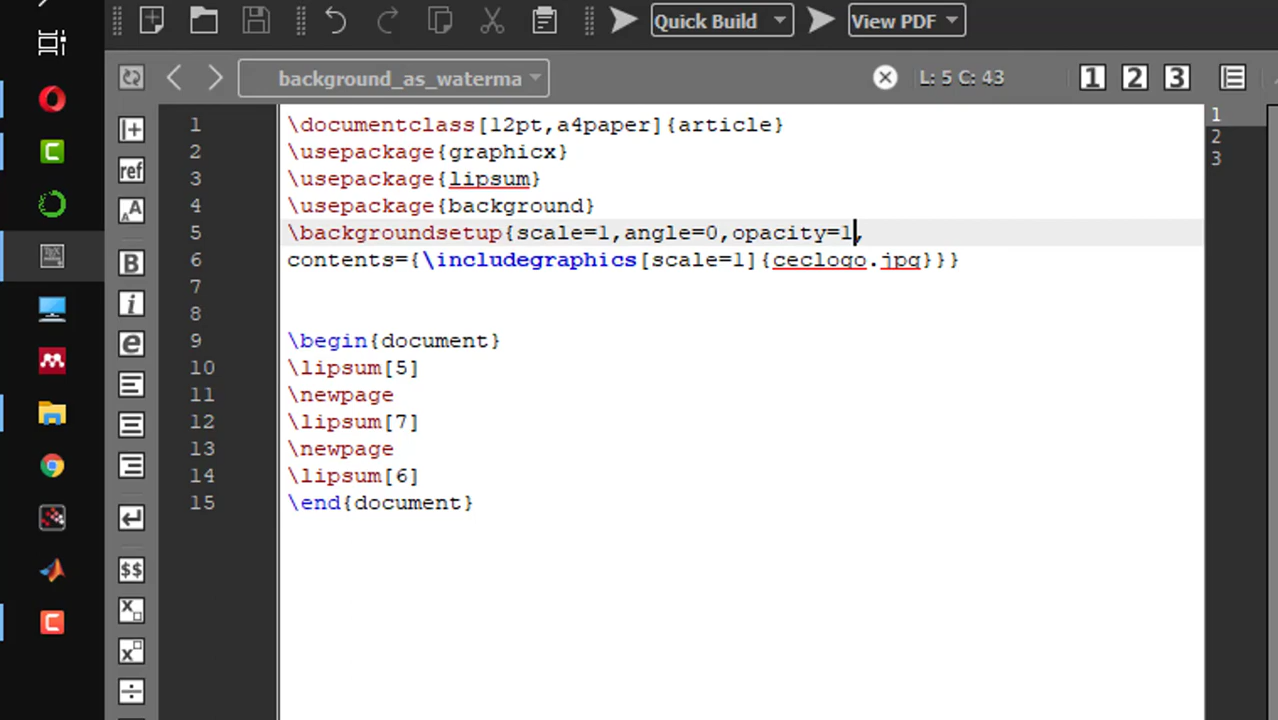 Quick Build View PDF
background_as_waterma L: 5 C: 43 1 2 3
1 \documentclass[12pt,a4paper]{article}
2 \usepackage{graphicx}
3 \usepackage{lipsum}
4 \usepackage{background}
5 \backgroundsetup{scale=1,angle=0,opacity=1,
6 contents={\includegraphics[scale=1]{ceclogo.jpg}}}
7
8
9 \begin{document}
10 \lipsum[5]
11 \newpage
12 \lipsum[7]
13 \newpage
14 \lipsum[6]
15 \end{document}
1
2
3
ref
A A
B
i
e
$$
x
x
÷